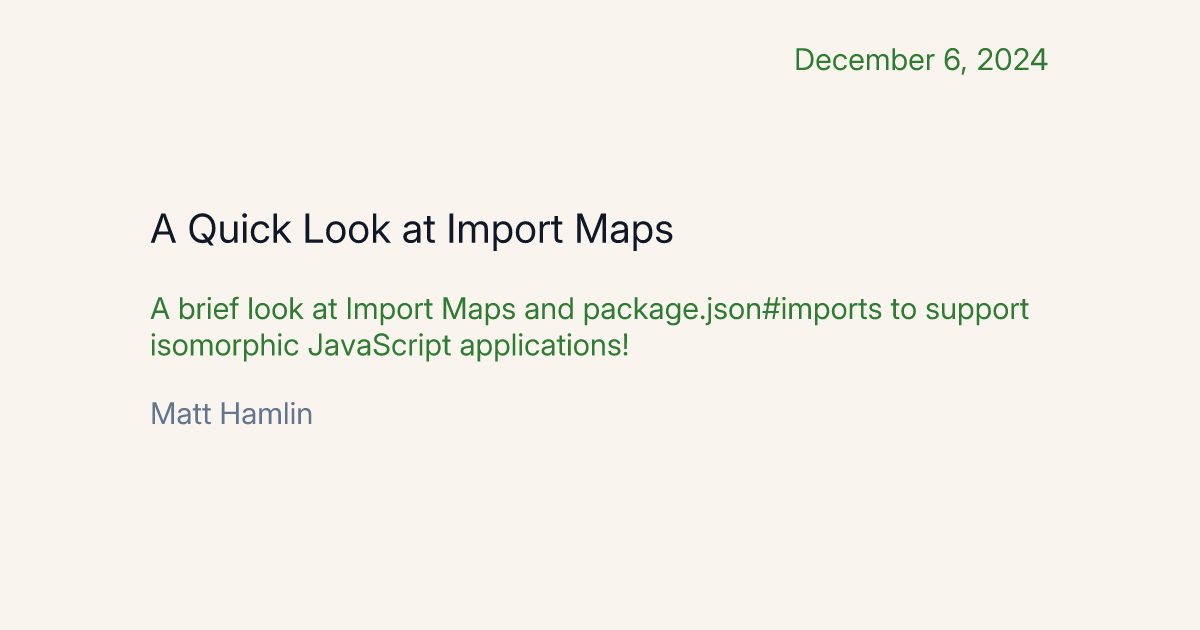 December 6, 2024
A Quick Look at Import Maps
A brief look at Import Maps and package.json#imports to support
isomorphic JavaScript applications!
Matt Hamlin